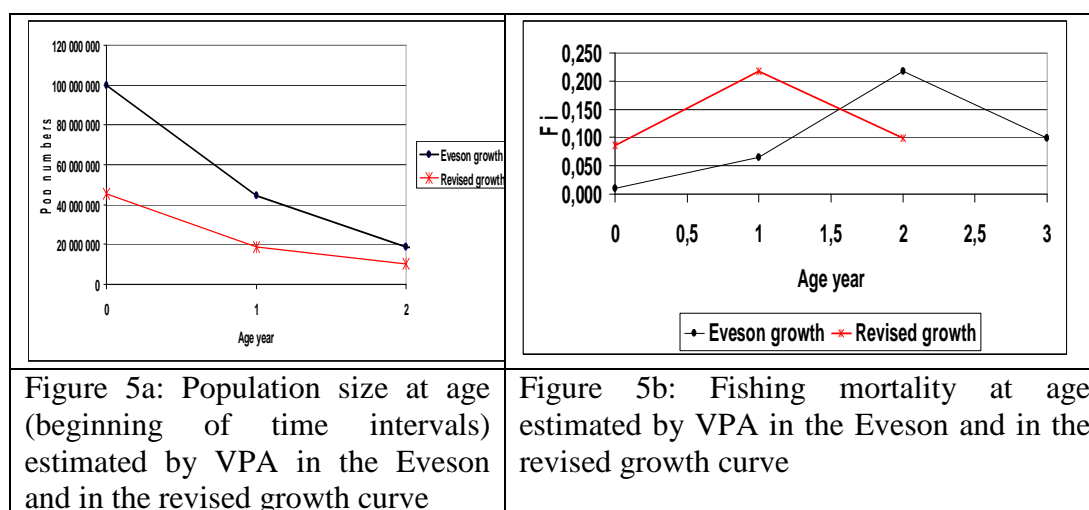 120 000 000
100 000 000
80 000 000
60 000 000
40 000 000
20 000 000
0
Pop numbers
0
1
2
Age year
Eveson growth
Revised growth
0,250
0,200
0,150
0,100
0,050
0,000
F i
0 0,5 1 1,5 2 2,5 3
Age year
Eveson growth Revised growth
Figure 5a: Population size at age
(beginning of time intervals)
estimated by VPA in the Eveson
and in the revised growth curve
Figure 5b: Fishing mortality at age
estimated by VPA in the Eveson and in the
revised growth curve